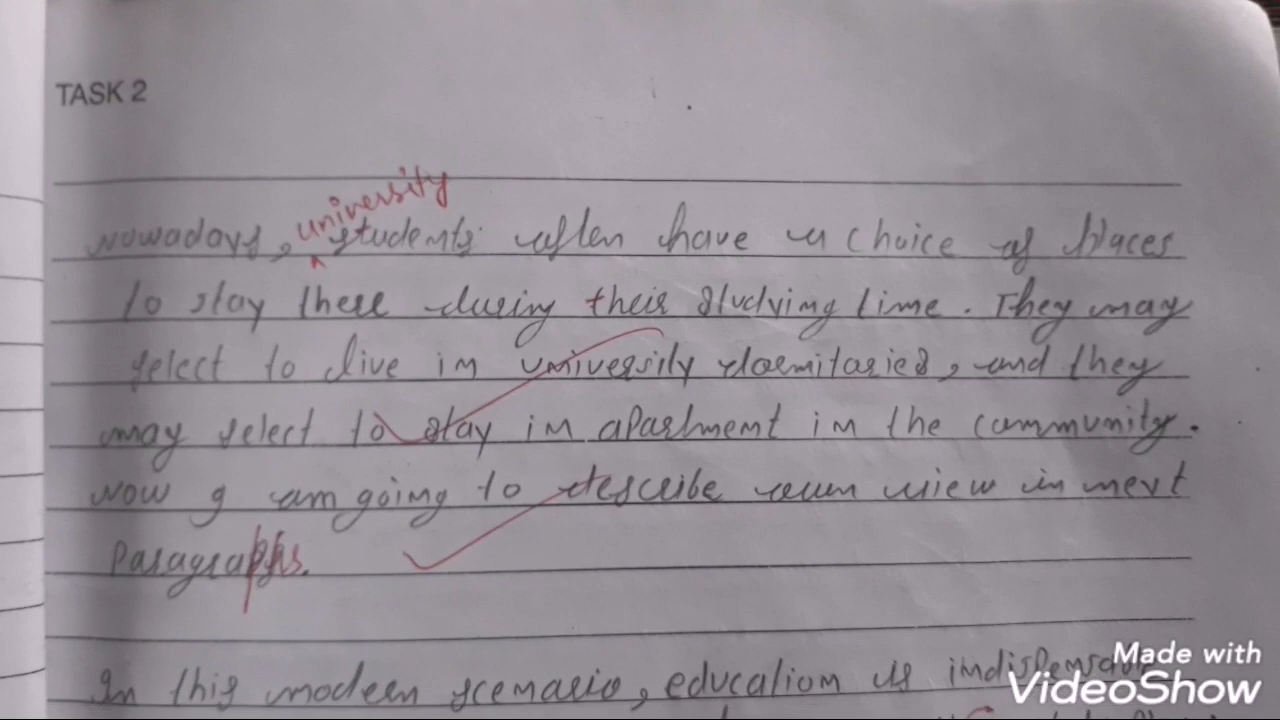 TASK 2
university
Nowadays, students often have a choice of places
to stay there during their studying time. They may
select to live in university dormitaries, and they
may select to stay in apartment in the community.
Now I am going to describe own view in next
Paragraphs.
In this modern scenario, education is indispensable
Made with
VideoShow